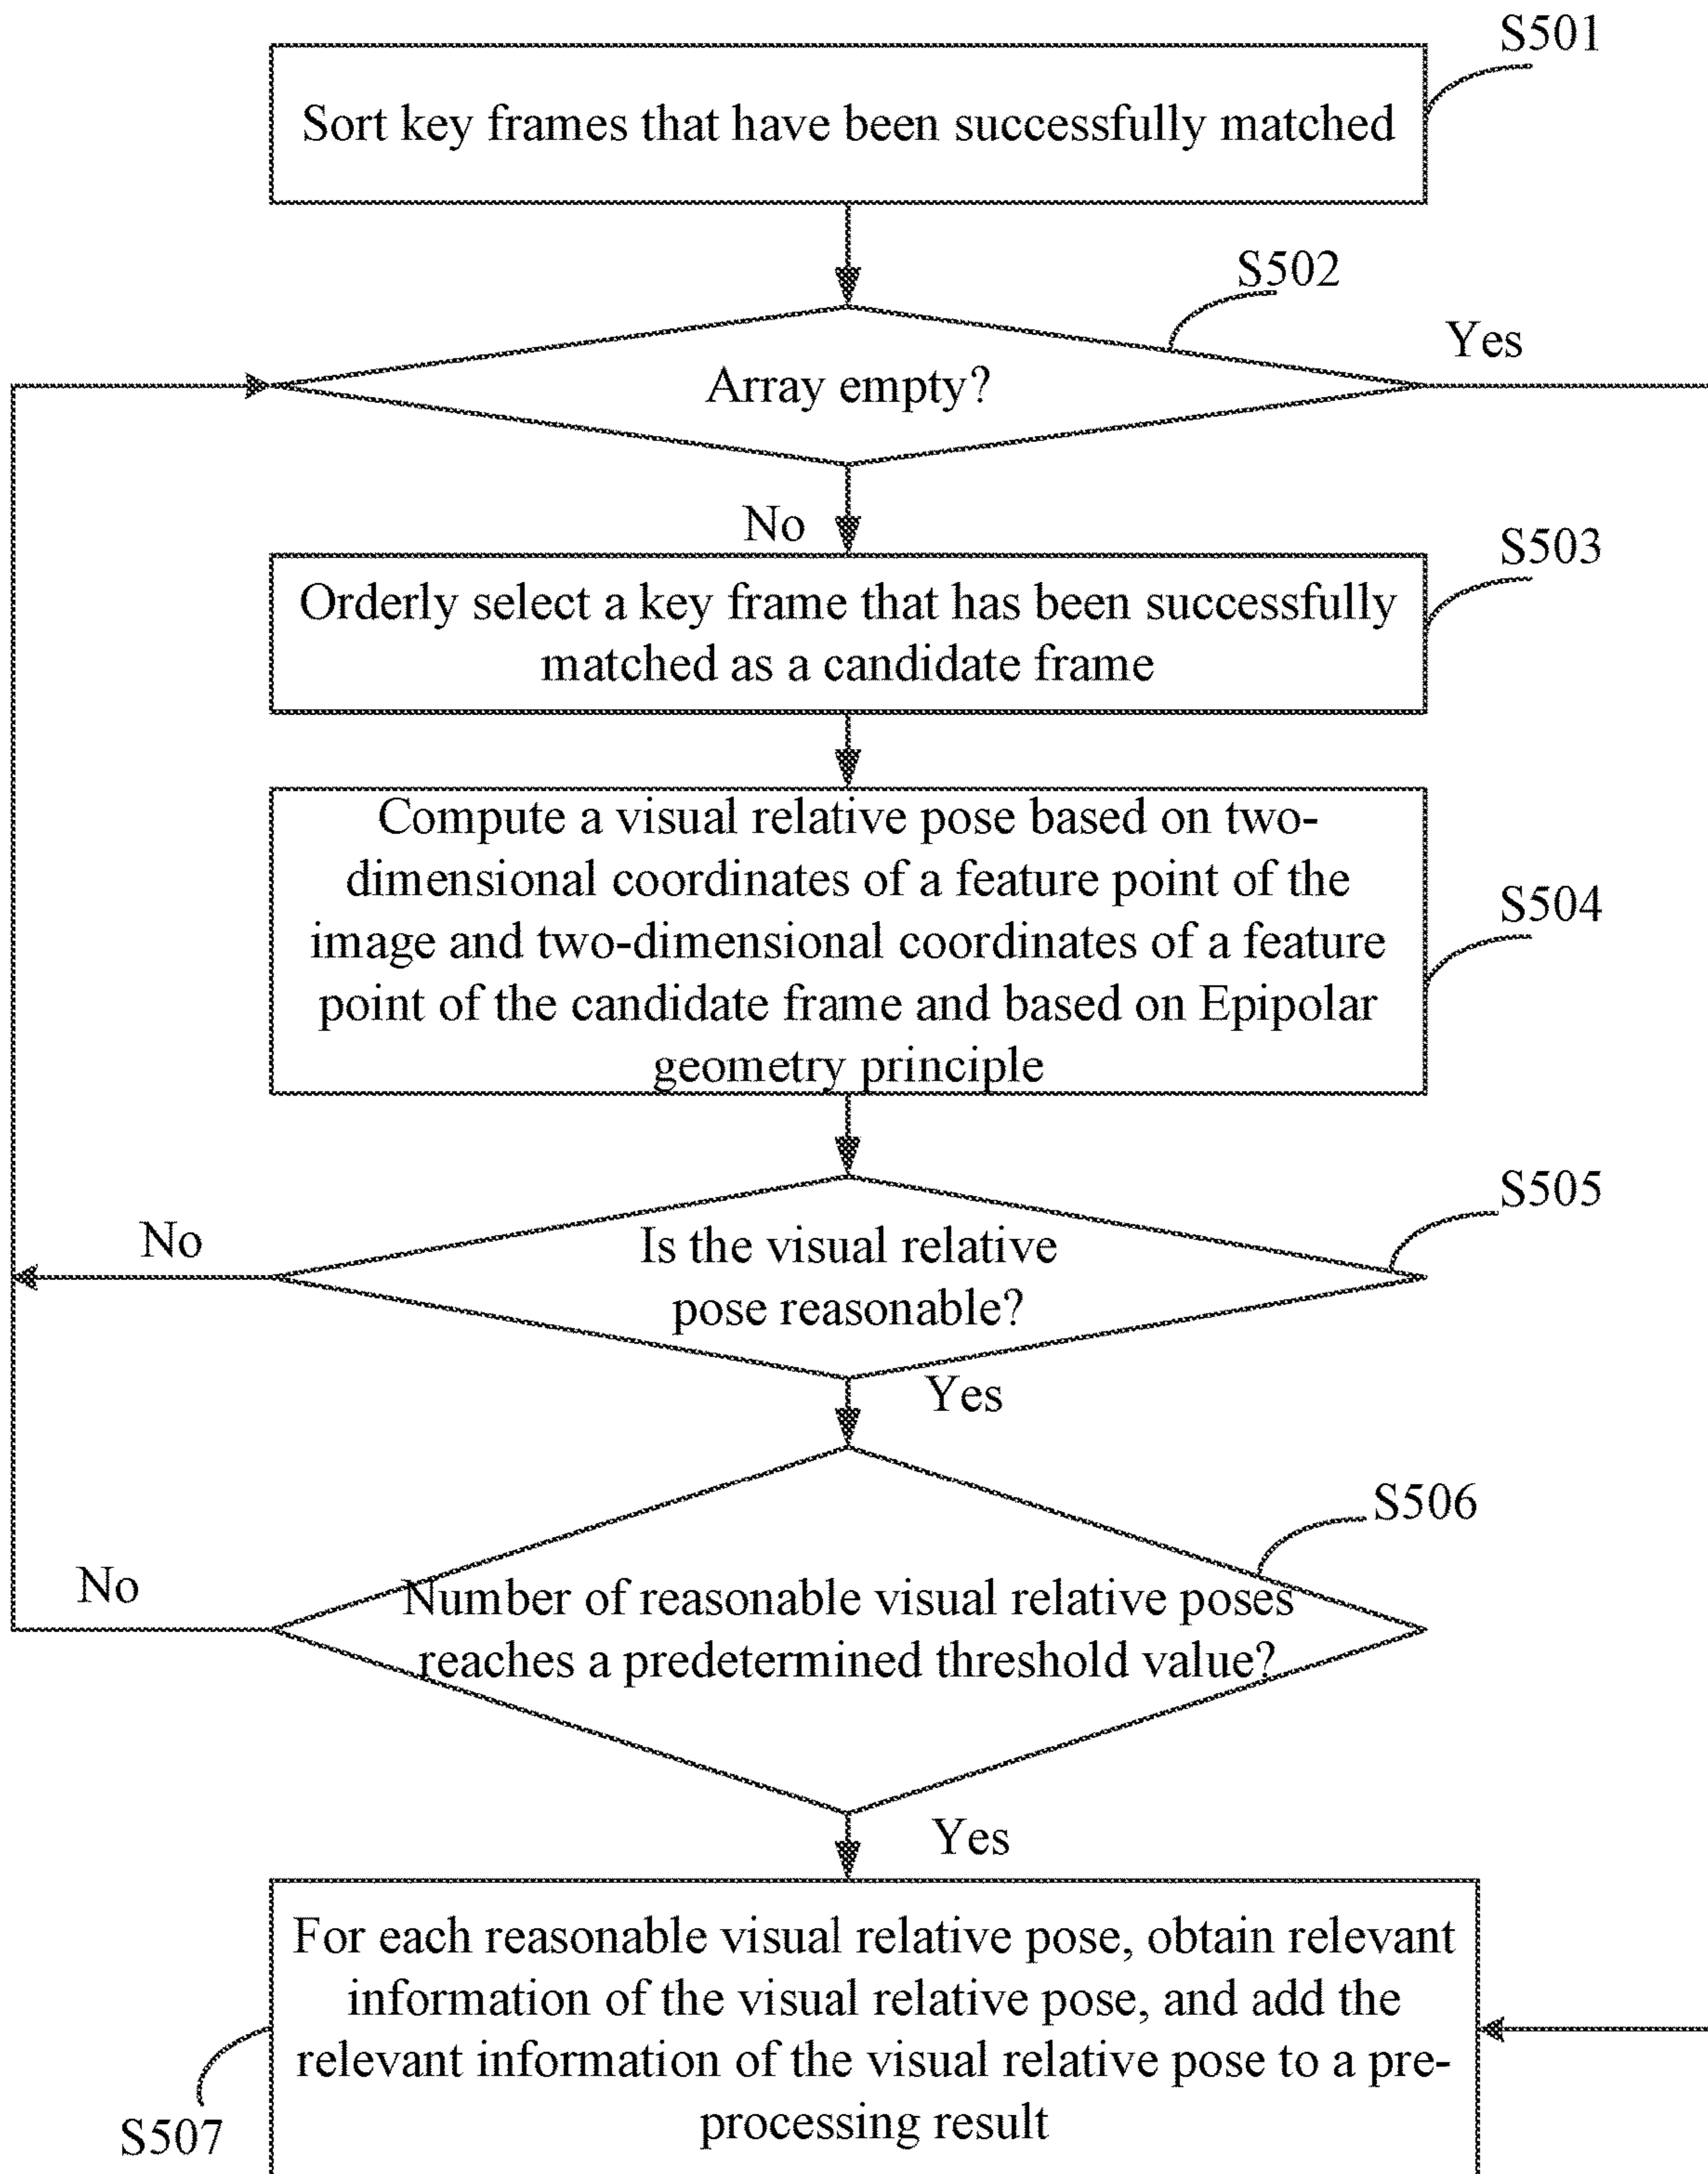 S501
Sort key frames that have been successfully matched
S502
Yes
Array empty?
No
S503
Orderly select a key frame that has been successfully
matched as a candidate frame
Compute a visual relative pose based on two-
dimensional coordinates of a feature point of the
S504
image and two-dimensional coordinates of a feature
point of the candidate frame and based on Epipolar
geometry principle
S505
No
Is the visual relative
pose reasonable?
Yes
S506
No
Number of reasonable visual relative poses
reaches a predetermined threshold value?
Yes
For each reasonable visual relative pose, obtain relevant
information of the visual relative pose, and add the
relevant information of the visual relative pose to a pre-
processing result
S507